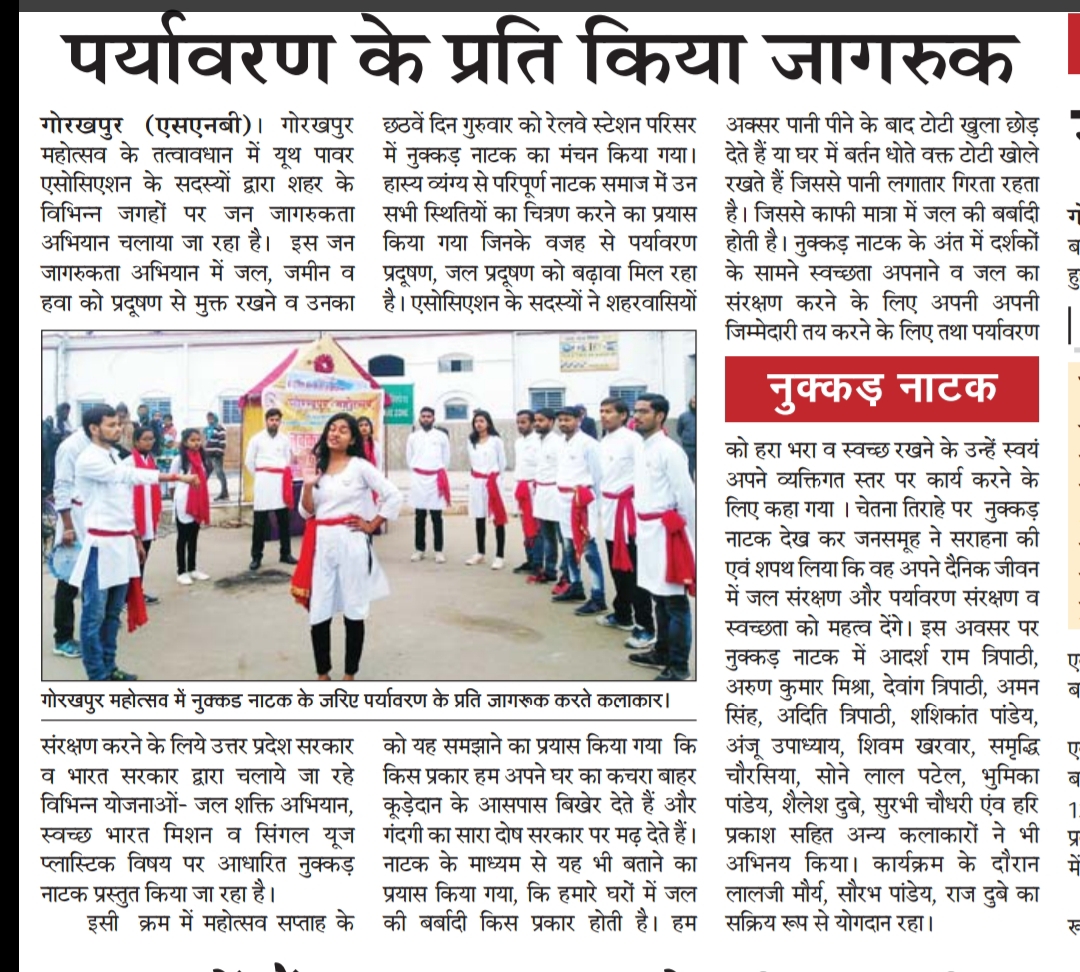 पर्यावरण के प्रति किया जागरुक
गोरखपुर (एसएनबी)। गोरखपुर
महोत्सव के तत्वावधान में यूथ पावर
एसोसिएशन के सदस्यों द्वारा शहर के
विभिन्न जगहों पर जन जागरुकता
अभियान चलाया जा रहा है। इस जन
जागरुकता अभियान में जल, जमीन व
हवा को प्रदूषण से मुक्त रखने व उनका
गोरखपुर महोत्सव में नुक्कड नाटक के जरिए पर्यावरण के प्रति जागरूक करते कलाकार।
संरक्षण करने के लिये उत्तर प्रदेश सरकार
व भारत सरकार द्वारा चलाये जा रहे
विभिन्न योजनाओं- जल शक्ति अभियान,
स्वच्छ भारत मिशन व सिंगल यूज
प्लास्टिक विषय पर आधारित नुक्कड़
नाटक प्रस्तुत किया जा रहा है।
इसी क्रम में महोत्सव सप्ताह के
छठवें दिन गुरुवार को रेलवे स्टेशन परिसर
में नुक्कड़ नाटक का मंचन किया गया।
हास्य व्यंग्य से परिपूर्ण नाटक समाज में उन
सभी स्थितियों का चित्रण करने का प्रयास
किया गया जिनके वजह से पर्यावरण
प्रदूषण, जल प्रदूषण को बढ़ावा मिल रहा
है। एसोसिएशन के सदस्यों ने शहरवासियों
को यह समझाने का प्रयास किया गया कि
किस प्रकार हम अपने घर का कचरा बाहर
कूड़ेदान के आसपास बिखेर देते हैं और
गंदगी का सारा दोष सरकार पर मढ़ देते हैं।
नाटक के माध्यम से यह भी बताने का
प्रयास किया गया, कि हमारे घरों में जल
की बर्बादी किस प्रकार होती है। हम
अक्सर पानी पीने के बाद टोटी खुला छोड़
देते हैं या घर में बर्तन धोते वक्त टोटी खोले
रखते हैं जिससे पानी लगातार गिरता रहता
है। जिससे काफी मात्रा में जल की बर्बादी
होती है। नुक्कड़ नाटक के अंत में दर्शकों
के सामने स्वच्छता अपनाने व जल का
संरक्षण करने के लिए अपनी अपनी
जिम्मेदारी तय करने के लिए तथा पर्यावरण
नुक्कड़ नाटक
को हरा भरा व स्वच्छ रखने के उन्हें स्वयं
अपने व्यक्तिगत स्तर पर कार्य करने के
लिए कहा गया । चेतना तिराहे पर नुक्कड़
नाटक देख कर जनसमूह ने सराहना की
एवं शपथ लिया कि वह अपने दैनिक जीवन
में जल संरक्षण और पर्यावरण संरक्षण व
स्वच्छता को महत्व देंगे। इस अवसर पर
नुक्कड़ नाटक में आदर्श राम त्रिपाठी,
अरुण कुमार मिश्रा, देवांग त्रिपाठी, अमन
सिंह, अदिति त्रिपाठी, शशिकांत पांडेय,
अंजू उपाध्याय, शिवम खरवार, समृद्धि
चौरसिया, सोने लाल पटेल, भुमिका
पांडेय, शैलेश दुबे, सुरभी चौधरी एंव हरि
प्रकाश सहित अन्य कलाकारों ने भी
अभिनय किया। कार्यक्रम के दौरान
लालजी मौर्य, सौरभ पांडेय, राज दुबे का
सक्रिय रूप से योगदान रहा।